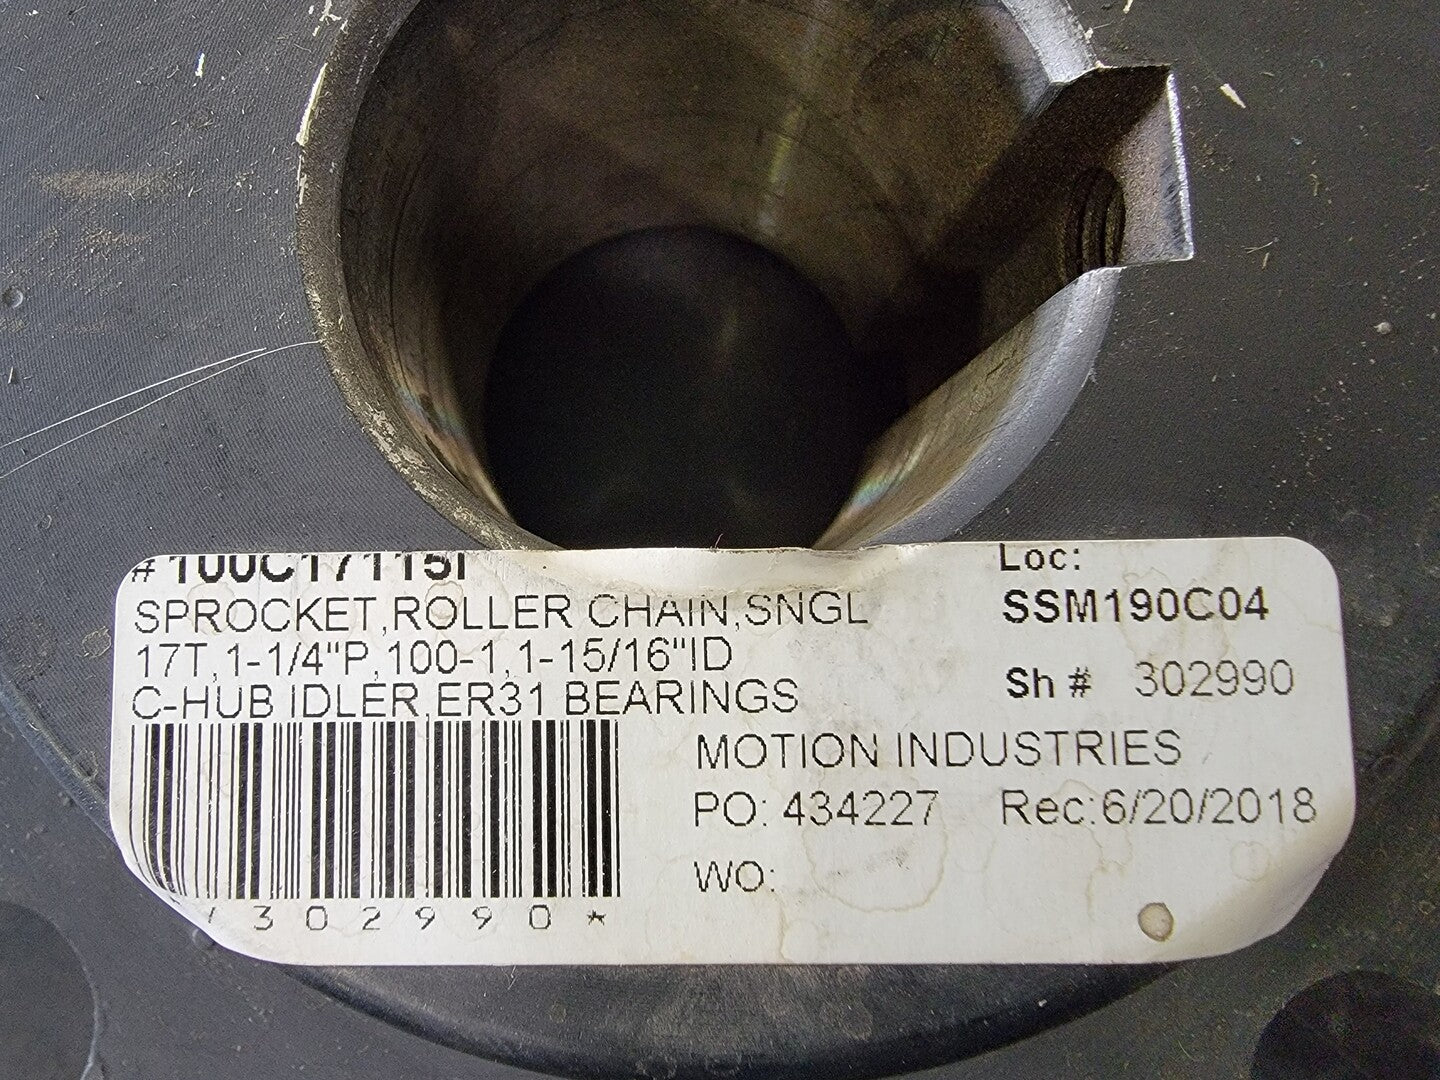 # 100C17115I
Loc:
SPROCKET,ROLLER CHAIN,SNGL
SSM190C04
17T,1-1/4"P,100-1,1-15/16"ID
Sh # 302990
C-HUB IDLER,ER31 BEARINGS
MOTION INDUSTRIES
PO: 434227 Rec:6/20/2018
WO:
/302990*